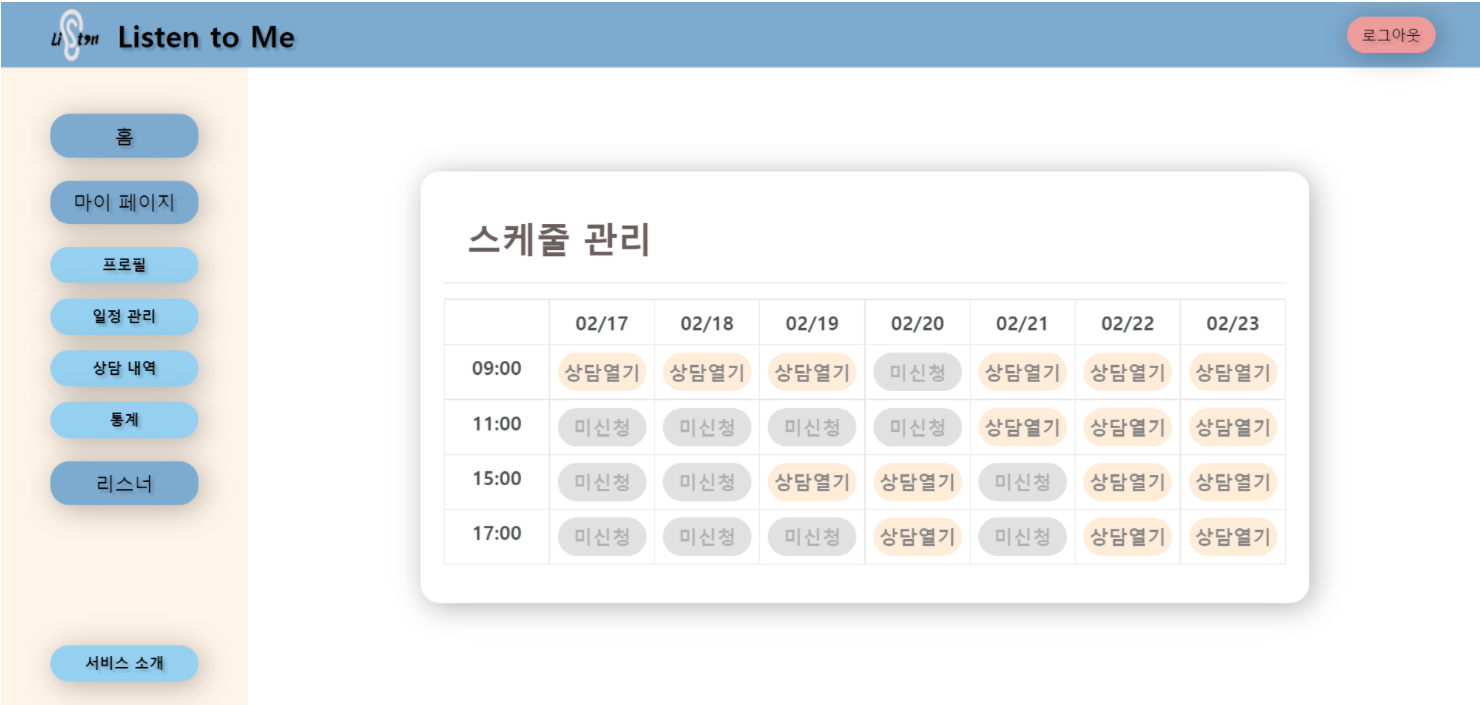 Liston Listen to Me 로그아웃
홈
마이 페이지
프로필
일정 관리
상담 내역
통계
리스너
서비스 소개
스케줄 관리
02/17 02/18 02/19 02/20 02/21 02/22 02/23
09:00 상담열기 상담열기 상담열기 미신청 상담열기 상담열기 상담열기
11:00 미신청 미신청 미신청 미신청 상담열기 상담열기 상담열기
15:00 미신청 미신청 상담열기 상담열기 미신청 상담열기 상담열기
17:00 미신청 미신청 미신청 상담열기 미신청 상담열기 상담열기